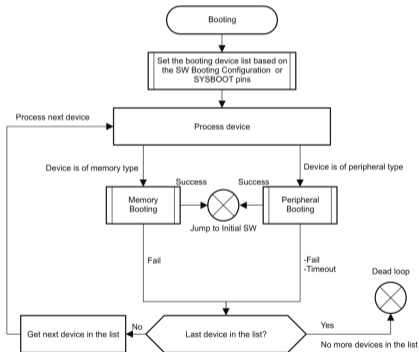 Booting
Set the booting device list based on
the SW Booting Configuration or
SYSBOOT pins
Process next device
Process device
Device is of memory type
Device is of peripheral type
Success
Success
Memory
Booting
Peripheral
Booting
Jump to Initial SW
Fail
-Fail
-Timeout
Dead loop
Get next device in the list
No
Last device in the list?
Yes
No more devices in the list